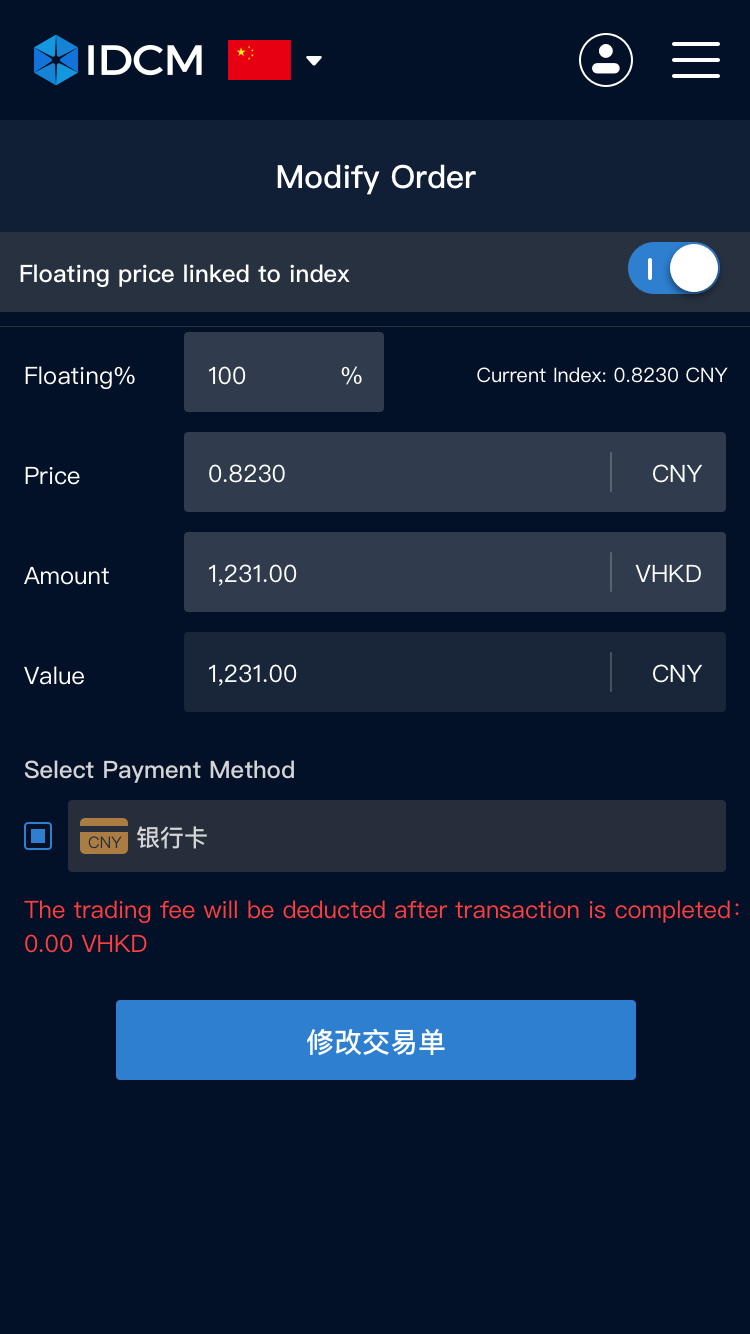 IDCM
Modify Order
Floating price linked to index
Floating% 100 % Current Index: 0.8230 CNY
Price 0.8230 CNY
Amount 1,231.00 VHKD
Value 1,231.00 CNY
Select Payment Method
CNY 银行卡
The trading fee will be deducted after transaction is completed：
0.00 VHKD
修改交易单